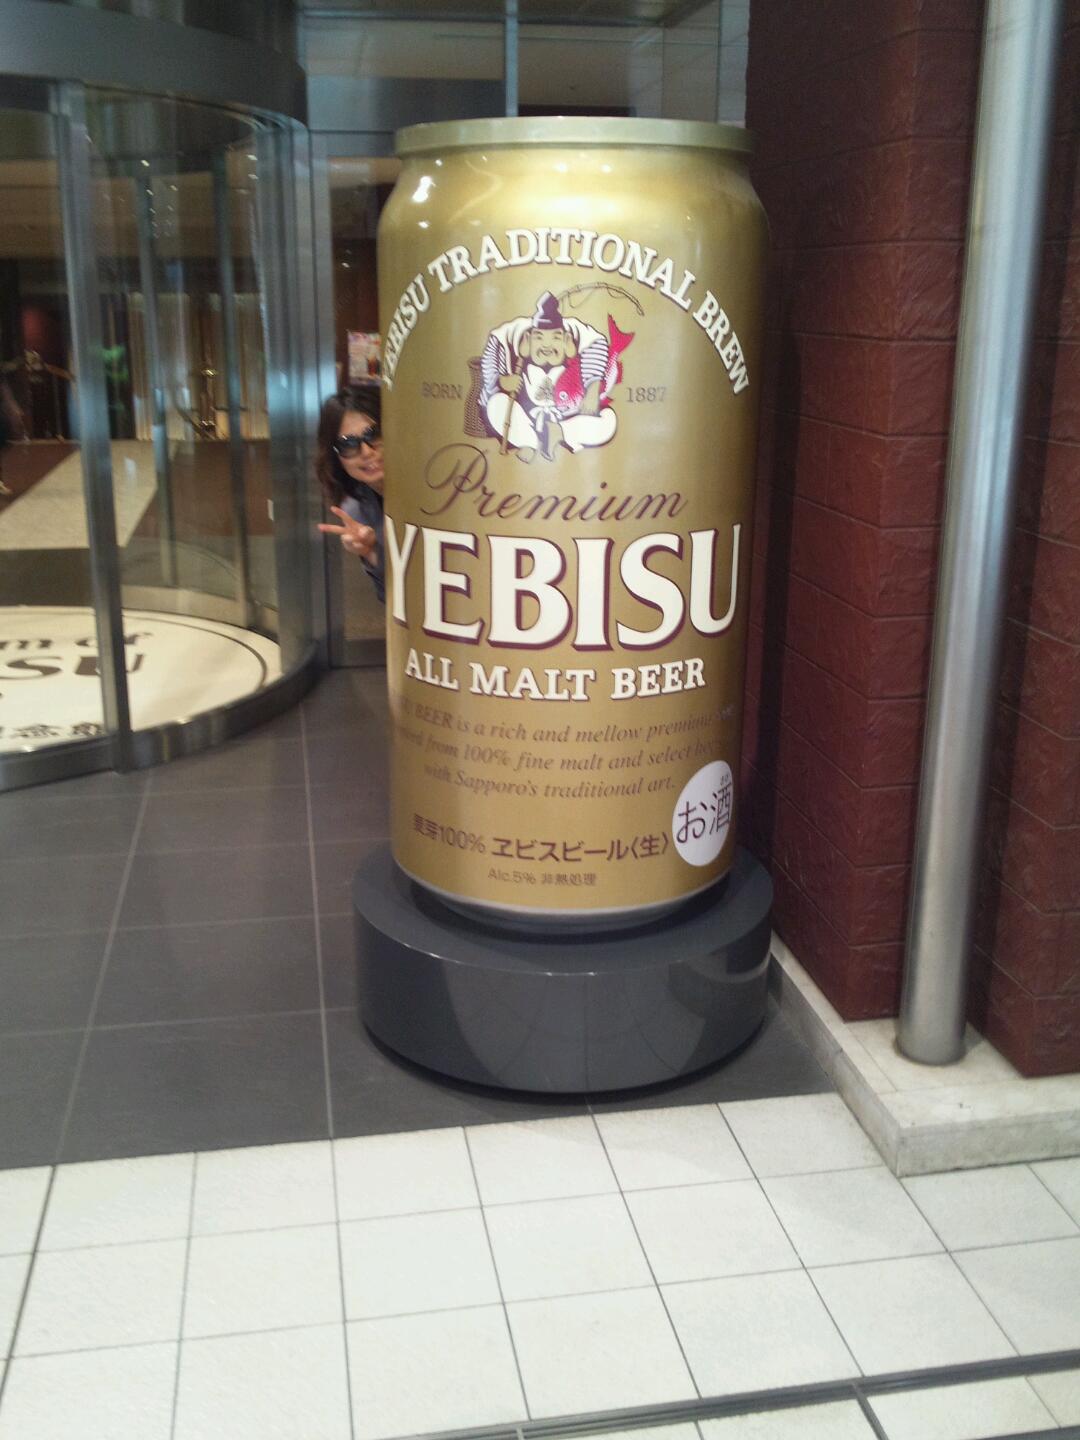 YEBISU TRADITIONAL BREW
BORN 1887
Premium
YEBISU
ALL MALT BEER
BEER is a rich and mellow premium
from 100% fine malt and select
with Sapporo's traditional art.
お酒
麦芽100% ヱビスビール〈生〉
Alc.5% 非熱処理